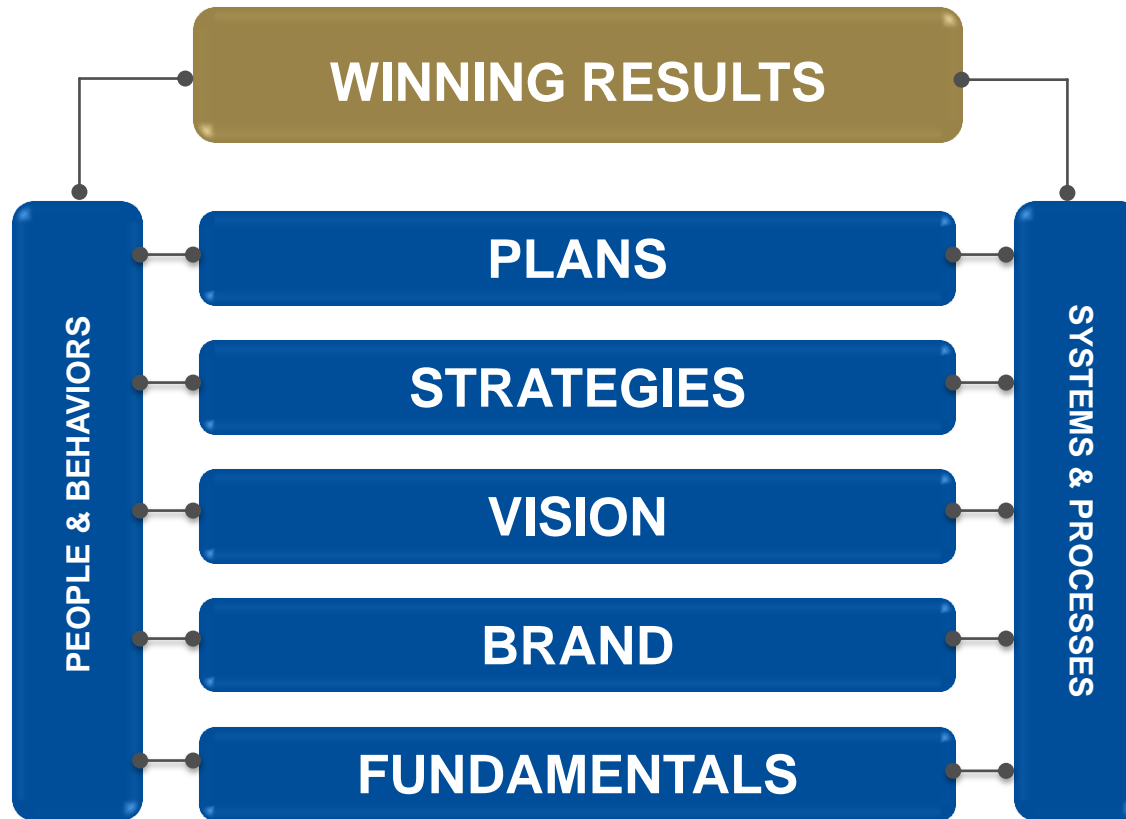 WINNING RESULTS
PEOPLE & BEHAVIORS
PLANS
STRATEGIES
VISION
BRAND
FUNDAMENTALS
SYSTEMS & PROCESSES